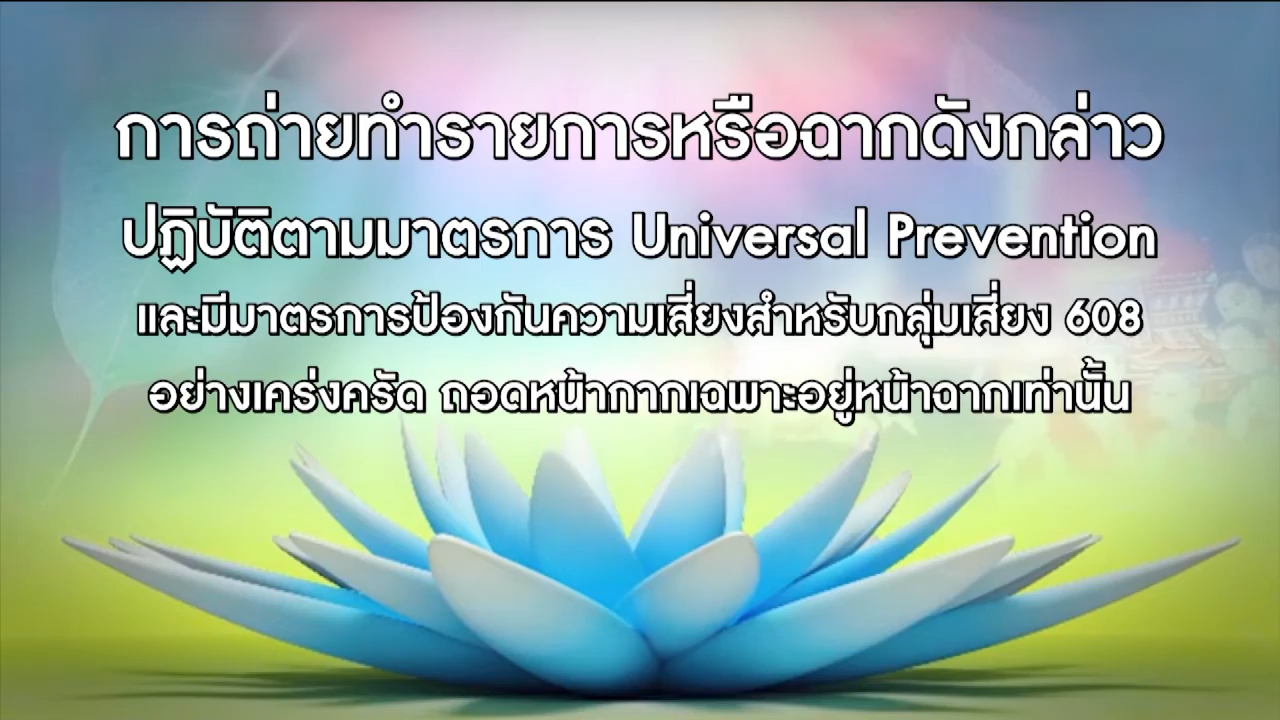 การถ่ายทำรายการหรือฉากดังกล่าว
ปฏิบัติตามมาตรการ Universal Prevention
และมีมาตรการป้องกันความเสี่ยงสำหรับกลุ่มเสี่ยง 608
อย่างเคร่งครัด ถอดหน้ากากเฉพาะอยู่หน้าฉากเท่านั้น